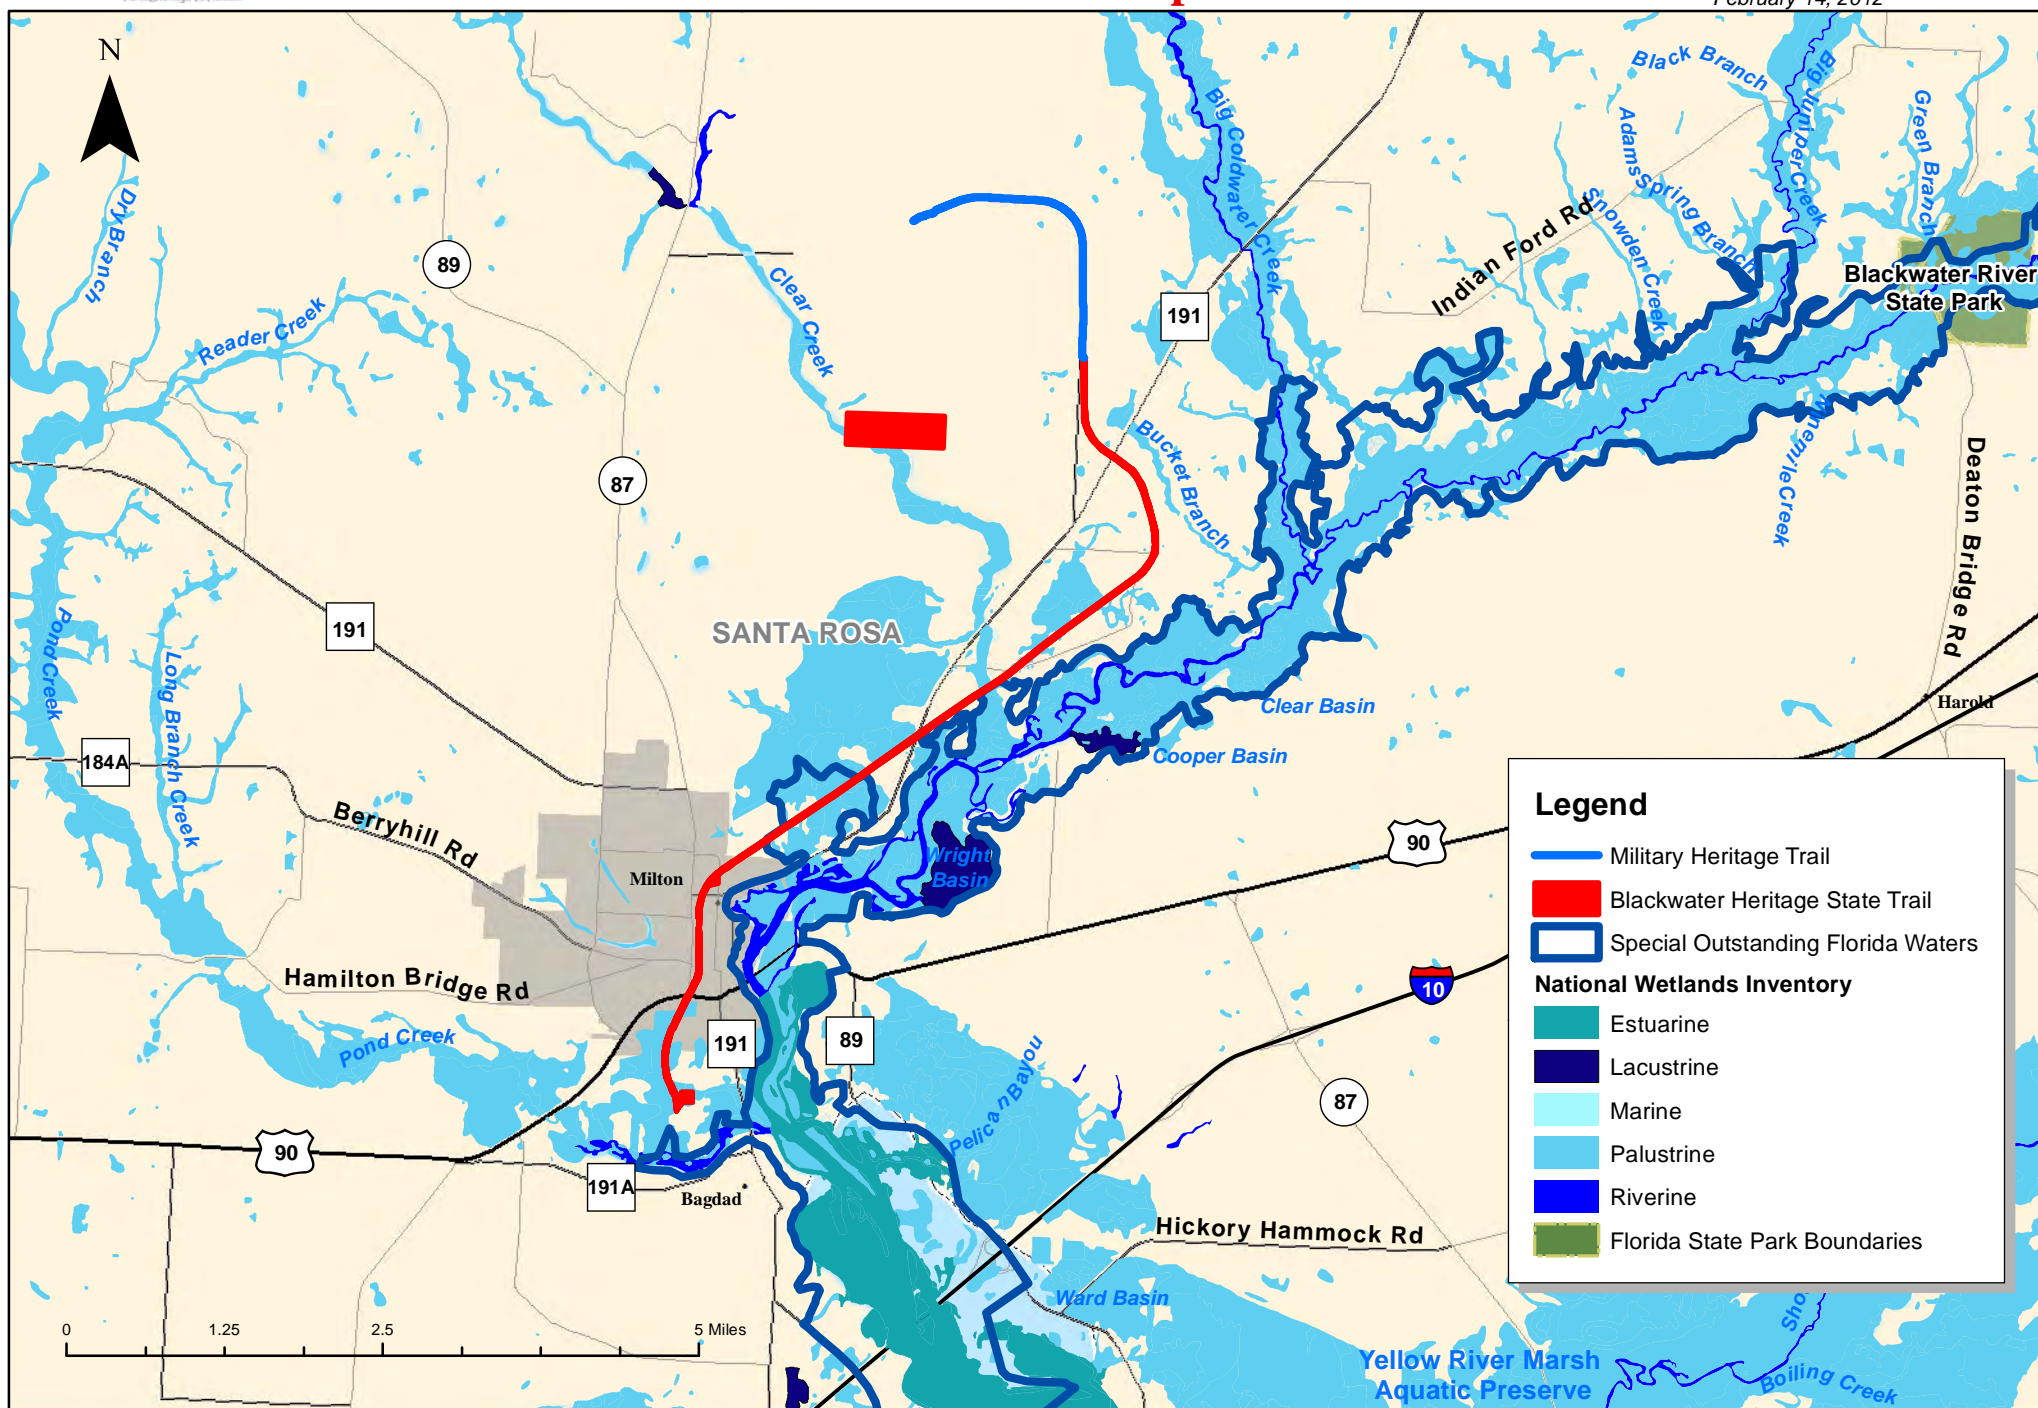 February 14, 2012
N
Black Branch
Big Juniper Creek
Green Branch
Adams Spring Branch
Snowden Creek
Big Coldwater Creek
Dry Branch
89
Indian Ford Rd
Blackwater River
State Park
Clear Creek
Reader Creek
191
Ninemile Creek
Bucket Branch
Deaton Bridge Rd
87
191
SANTA ROSA
Pond Creek
Long Branch Creek
Clear Basin
Harold
Cooper Basin
184A
Berryhill Rd
90
Wright
Basin
Milton
Hamilton Bridge Rd
10
191
89
Pond Creek
Pelican Bayou
87
90
191A
Bagdad
Hickory Hammock Rd
Ward Basin
Yellow River Marsh
Aquatic Preserve
Boiling Creek
0 1.25 2.5 5 Miles
Legend
Military Heritage Trail
Blackwater Heritage State Trail
Special Outstanding Florida Waters
National Wetlands Inventory
Estuarine
Lacustrine
Marine
Palustrine
Riverine
Florida State Park Boundaries